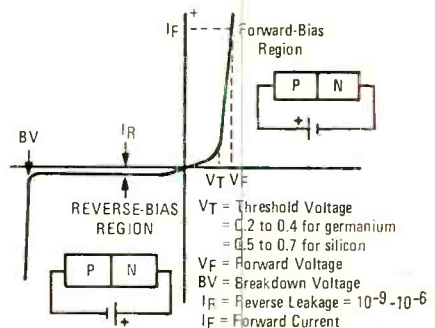 +
IF
Forward-Bias
Region
P N
+
BV
IR
VT VF
REVERSE-BIAS
REGION
P N
+
VT = Threshold Voltage
= 0.2 to 0.4 for germanium
= 0.5 to 0.7 for silicon
VF = Forward Voltage
BV = Breakdown Voltage
IR = Reverse Leakage = 10-9 -10-6
IF = Forward Current